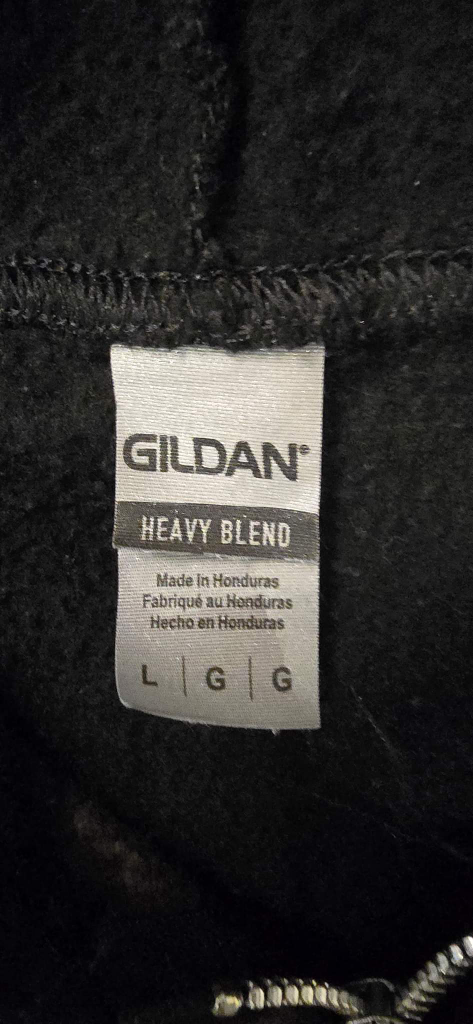 GILDAN®
HEAVY BLEND
Made in Honduras
Fabriqué au Honduras
Hecho en Honduras
L | G | G